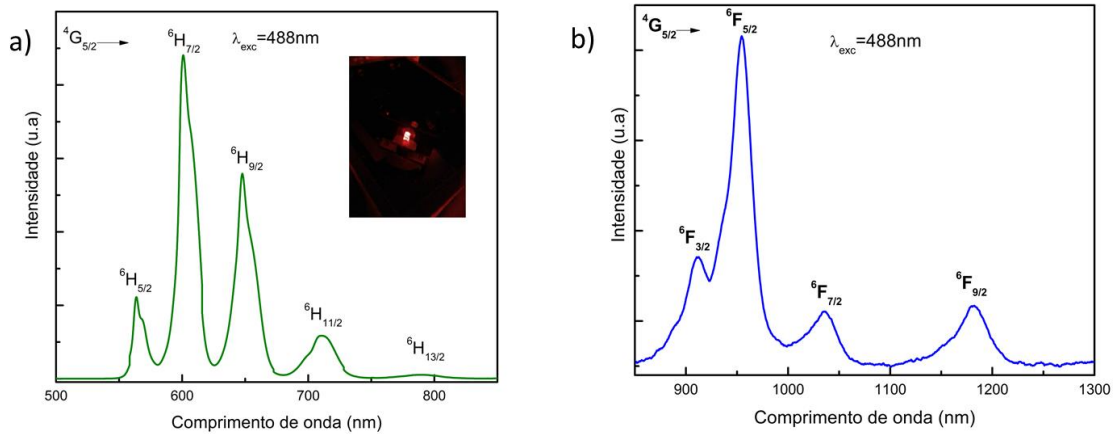 a)
⁴G₅/₂
⁶H₇/₂
λexc=488nm
⁶H₉/₂
⁶H₅/₂
⁶H₁₁/₂
⁶H₁₃/₂
Intensidade (u.a)
500 600 700 800
Comprimento de onda (nm)
b)
⁴G₅/₂
⁶F₅/₂
λexc=488nm
⁶F₃/₂
⁶F₇/₂
⁶F₉/₂
Intensidade (u.a)
900 1000 1100 1200 1300
Comprimento de onda (nm)